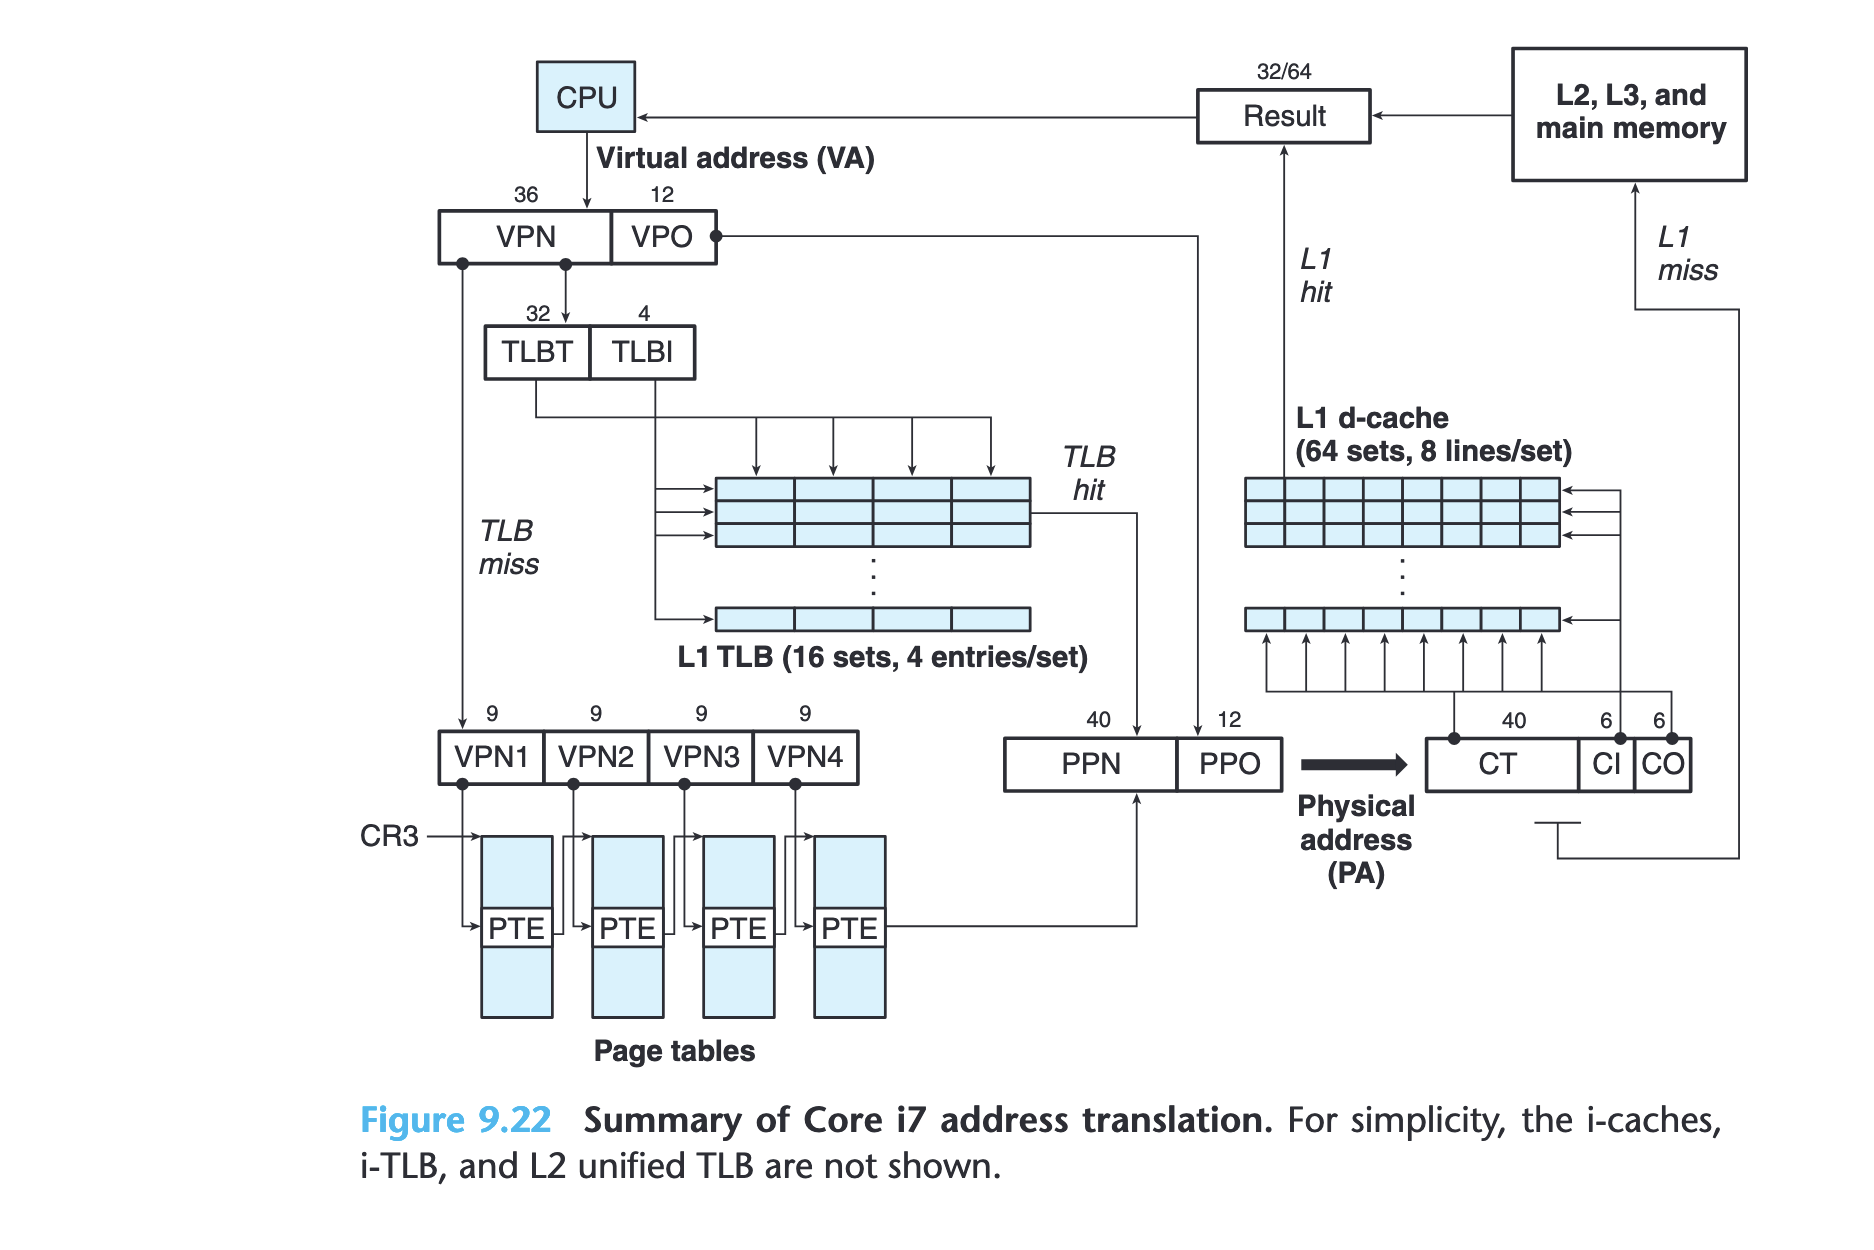 CPU
32/64
Result
L2, L3, and
main memory
Virtual address (VA)
36 12
VPN VPO
L1
hit
L1
miss
32 4
TLBT TLBI
TLB
hit
L1 d-cache
(64 sets, 8 lines/set)
TLB
miss
L1 TLB (16 sets, 4 entries/set)
9 9 9 9
VPN1 VPN2 VPN3 VPN4
40 12
PPN PPO
40 6 6
CT CI CO
Physical
address
(PA)
CR3
PTE PTE PTE PTE
Page tables
Figure 9.22 Summary of Core i7 address translation. For simplicity, the i-caches,
i-TLB, and L2 unified TLB are not shown.